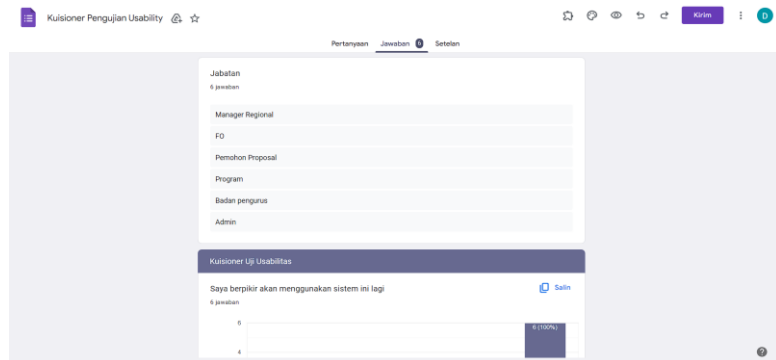 Kuisioner Pengujian Usability
Kirim
D
Pertanyaan Jawaban 6 Setelan
Jabatan
6 jawaban
Manager Regional
FO
Pemohon Proposal
Program
Badan pengurus
Admin
Kuisioner Uji Usabilitas
Saya berpikir akan menggunakan sistem ini lagi
Salin
6 jawaban
6
6 (100%)
4